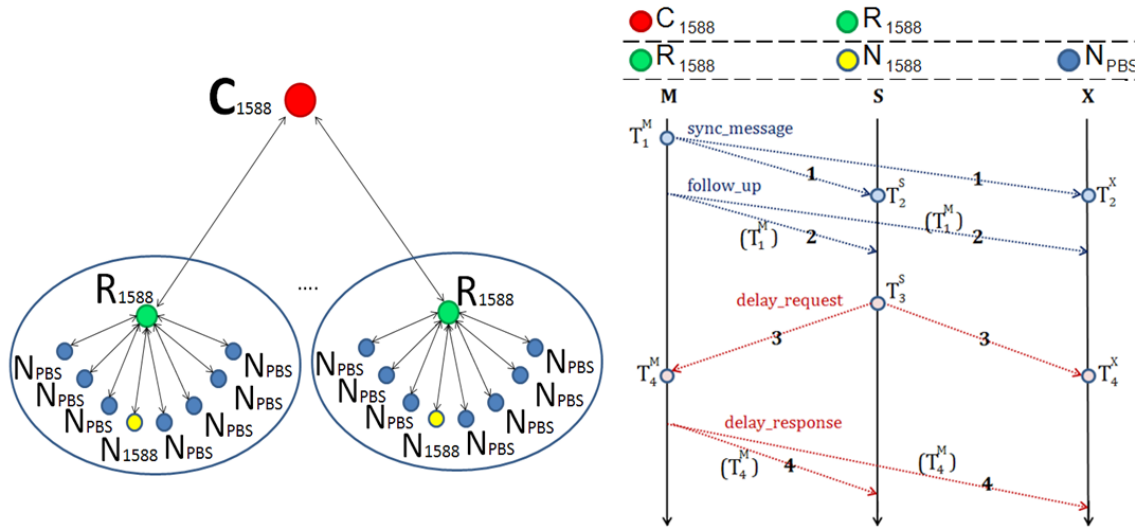 C1588
R1588
....
R1588
NPBS
NPBS
NPBS
N1588
NPBS
NPBS
NPBS
NPBS
NPBS
NPBS
N1588
NPBS
NPBS
NPBS
C1588 R1588
R1588 N1588 NPBS
M S X
T1M sync_message
1 1
follow_up T2S T2X
(T1M) 2 (T1M) 2
T3S
delay_request
3 3
T4M T4X
delay_response
(T4M) 4 (T4M) 4